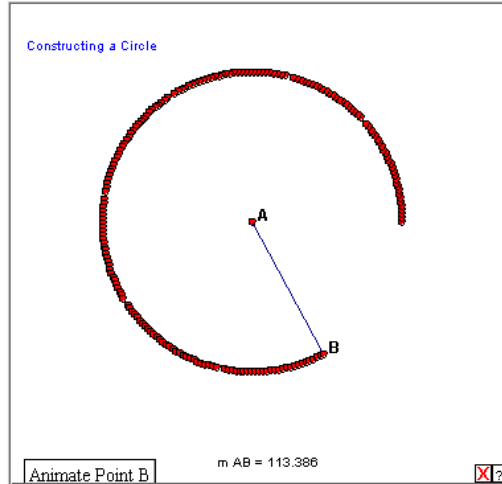 Constructing a Circle
A
B
m AB = 113.386
Animate Point B
X ?